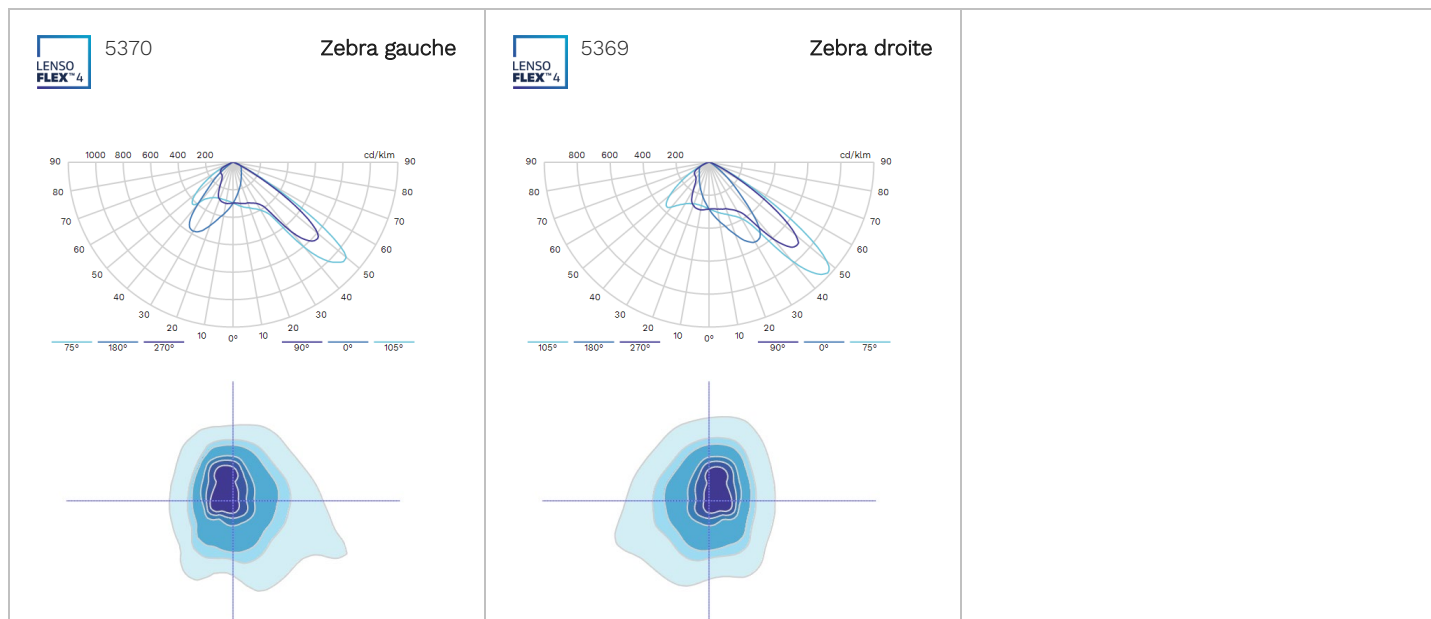 5370
Zebra gauche
LENSO
FLEX™4
1000 800 600 400 200 cd/klm
90 90
80 80
70 70
60 60
50 50
40 40
30 30
20 20
10 0° 10
75° 180° 270° 90° 0° 105°
5369
Zebra droite
LENSO
FLEX™4
800 600 400 200 cd/klm
90 90
80 80
70 70
60 60
50 50
40 40
30 30
20 20
10 0° 10
105° 180° 270° 90° 0° 75°